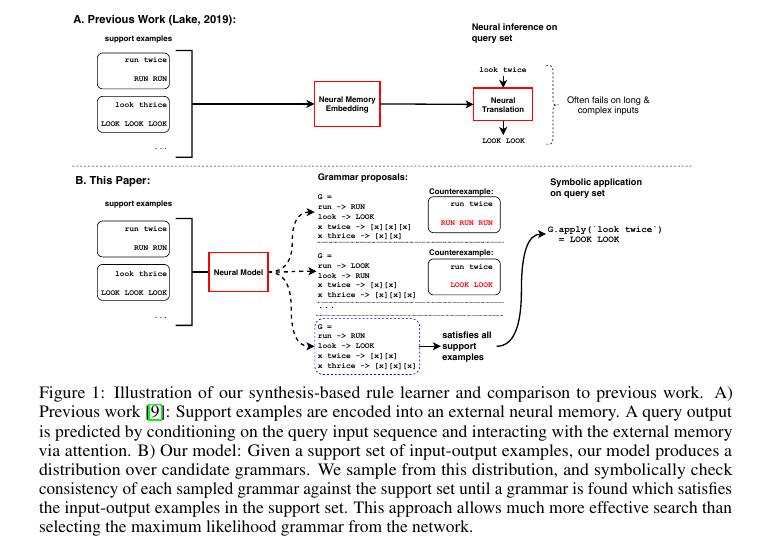 A. Previous Work (Lake, 2019):
support examples
run twice
RUN RUN
look thrice
LOOK LOOK LOOK
...
Neural Memory
Embedding
Neural inference on
query set
look twice
Neural
Translation
LOOK LOOK
Often fails on long &
complex inputs
B. This Paper:
support examples
run twice
RUN RUN
look thrice
LOOK LOOK LOOK
...
Neural Model
Grammar proposals:
G =
run -> RUN
look -> LOOK
x twice -> [x][x][x]
x thrice -> [x][x][x]
Counterexample:
run twice
RUN RUN RUN
G =
run -> LOOK
look -> RUN
x twice -> [x][x]
x thrice -> [x][x][x]
Counterexample:
run twice
LOOK LOOK
...
G =
run -> RUN
look -> LOOK
x twice -> [x][x]
x thrice -> [x][x][x]
satisfies all
support
examples
Symbolic application
on query set
G.apply(`look twice`)
= LOOK LOOK
Figure 1: Illustration of our synthesis-based rule learner and comparison to previous work. A)
Previous work [9]: Support examples are encoded into an external neural memory. A query output
is predicted by conditioning on the query input sequence and interacting with the external memory
via attention. B) Our model: Given a support set of input-output examples, our model produces a
distribution over candidate grammars. We sample from this distribution, and symbolically check
consistency of each sampled grammar against the support set until a grammar is found which satisfies
the input-output examples in the support set. This approach allows much more effective search than
selecting the maximum likelihood grammar from the network.